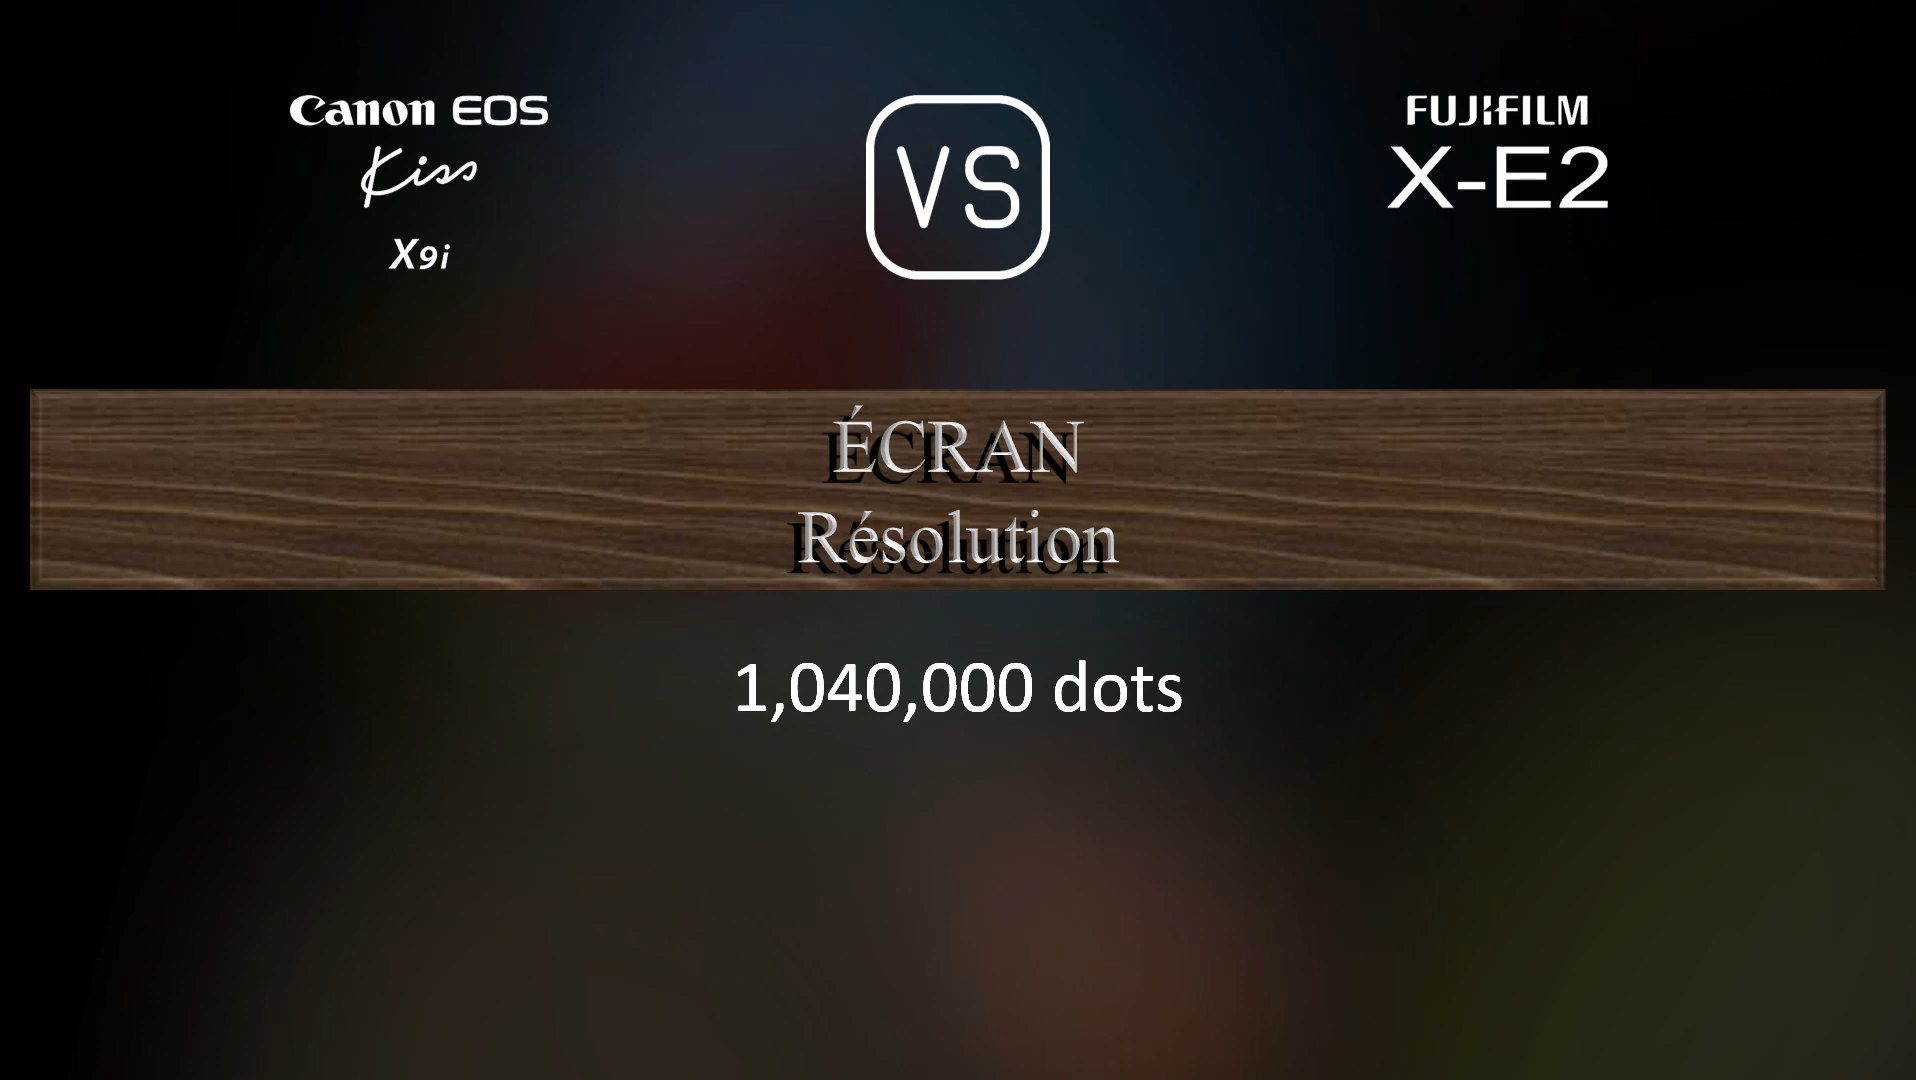 Canon EOS
Kiss
X9i
VS
FUJIFILM
X-E2
ÉCRAN
Résolution
1,040,000 dots